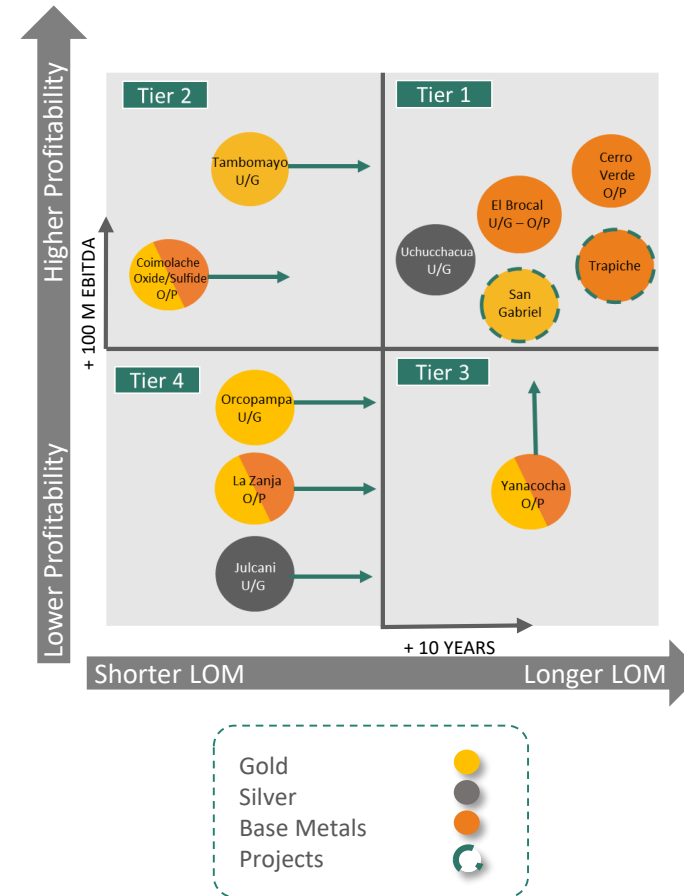 Higher Profitability
Lower Profitability
+ 100 M EBITDA
Tier 2
Tambomayo
U/G
Coimolache
Oxide/Sulfide
O/P
Tier 1
Cerro
Verde
O/P
El Brocal
U/G – O/P
Uchucchacua
U/G
Trapiche
San
Gabriel
Tier 4
Orcopampa
U/G
La Zanja
O/P
Julcani
U/G
Tier 3
Yanacocha
O/P
+ 10 YEARS
Shorter LOM
Longer LOM
Gold
Silver
Base Metals
Projects